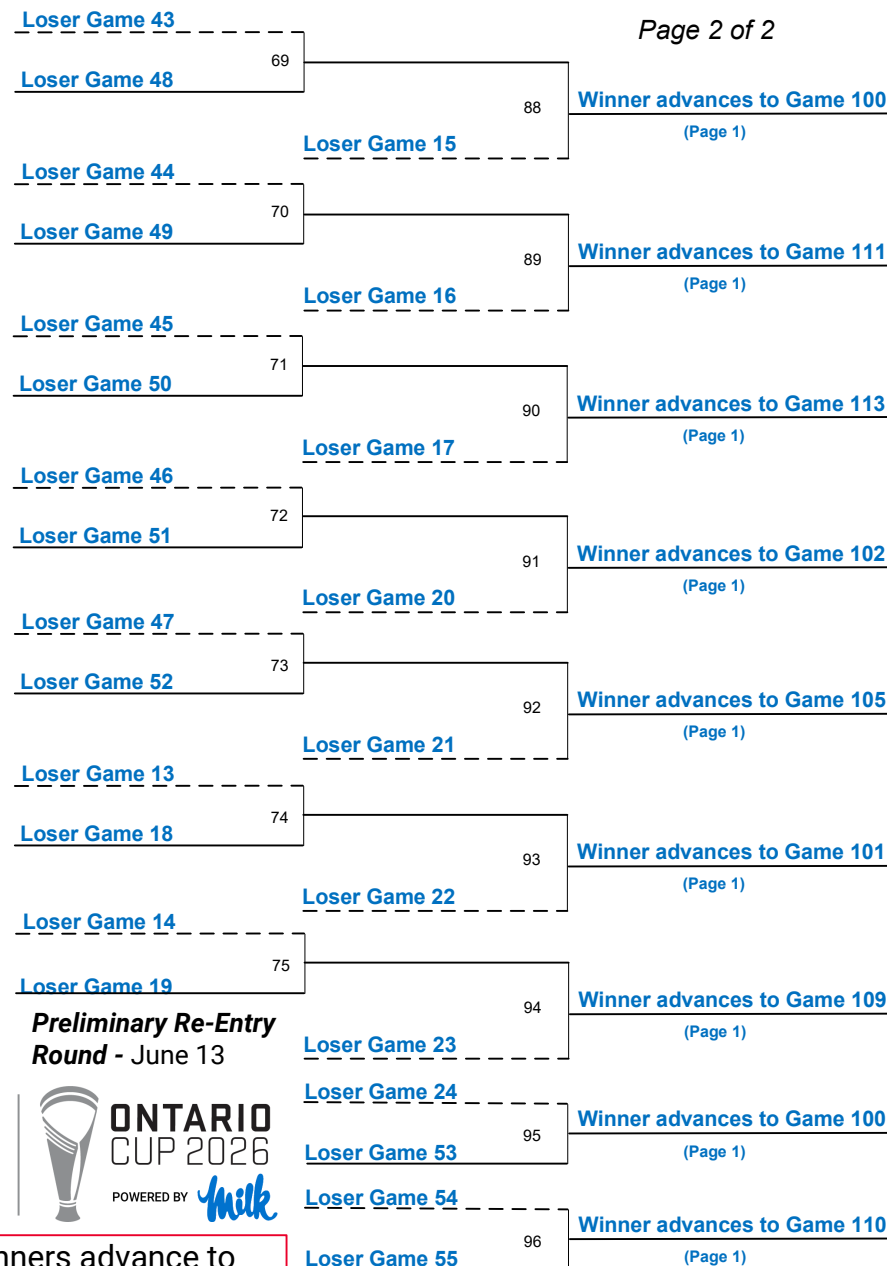 Page 2 of 2
Loser Game 43
69
Loser Game 48
88
Winner advances to Game 100
(Page 1)
Loser Game 15
Loser Game 44
70
Loser Game 49
89
Winner advances to Game 111
(Page 1)
Loser Game 16
Loser Game 45
71
Loser Game 50
90
Winner advances to Game 113
(Page 1)
Loser Game 17
Loser Game 46
72
Loser Game 51
91
Winner advances to Game 102
(Page 1)
Loser Game 20
Loser Game 47
73
Loser Game 52
92
Winner advances to Game 105
(Page 1)
Loser Game 21
Loser Game 13
74
Loser Game 18
93
Winner advances to Game 101
(Page 1)
Loser Game 22
Loser Game 14
75
Loser Game 19
94
Winner advances to Game 109
(Page 1)
Loser Game 23
Preliminary Re-Entry
Round - June 13
Loser Game 24
95
Winner advances to Game 100
(Page 1)
Loser Game 53
ONTARIO
CUP 2026
POWERED BY Milk
Loser Game 54
96
Winner advances to Game 110
(Page 1)
Loser Game 55
nners advance to